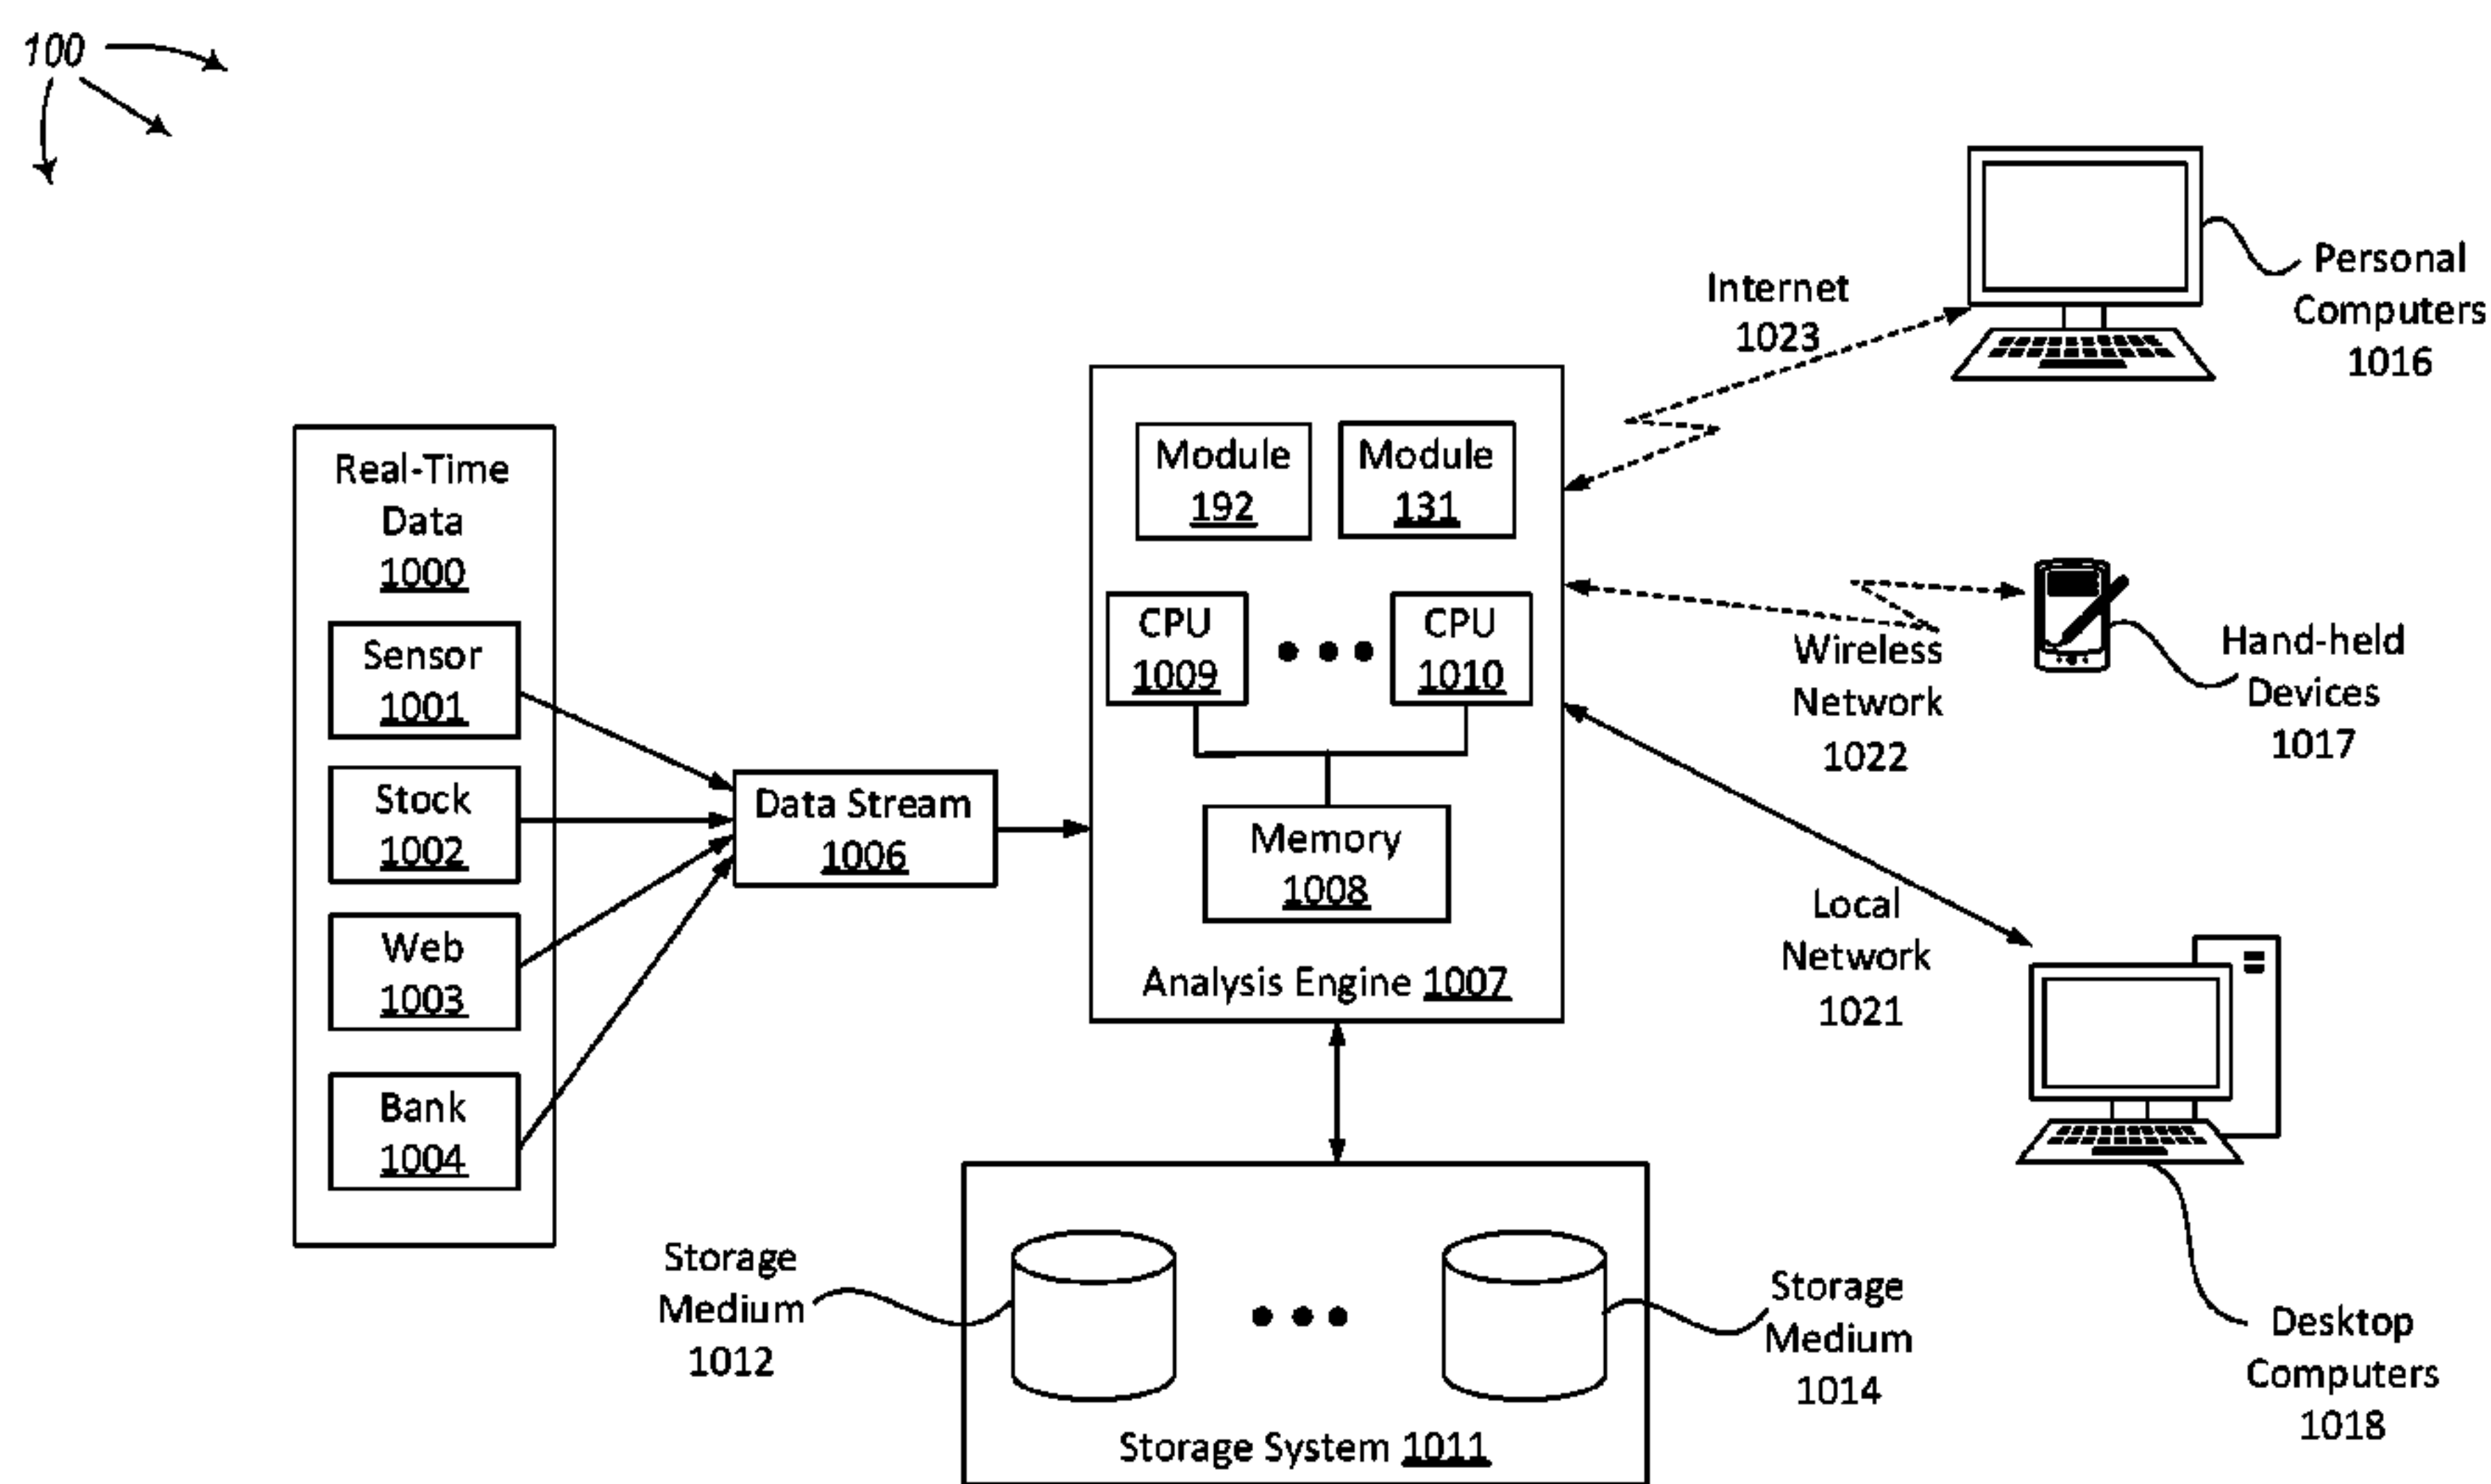 100
Real-Time
Data
1000
Sensor
1001
Stock
1002
Web
1003
Bank
1004
Data Stream
1006
Module
192
Module
131
CPU
1009
CPU
1010
Memory
1008
Analysis Engine 1007
Internet
1023
Personal
Computers
1016
Wireless
Network
1022
Hand-held
Devices
1017
Local
Network
1021
Desktop
Computers
1018
Storage
Medium
1012
Storage
Medium
1014
Storage System 1011